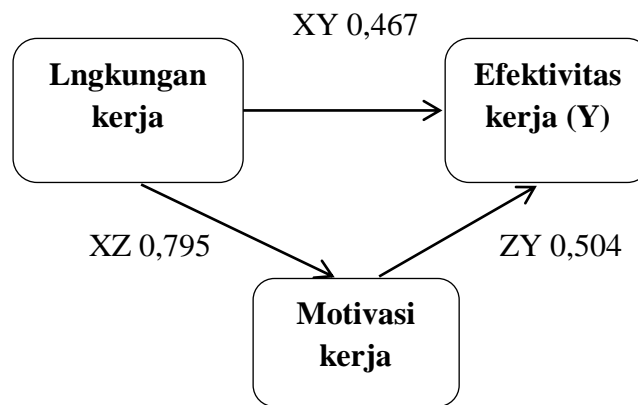 XY 0,467
Lngkungan
kerja
Efektivitas
kerja (Y)
XZ 0,795
ZY 0,504
Motivasi
kerja